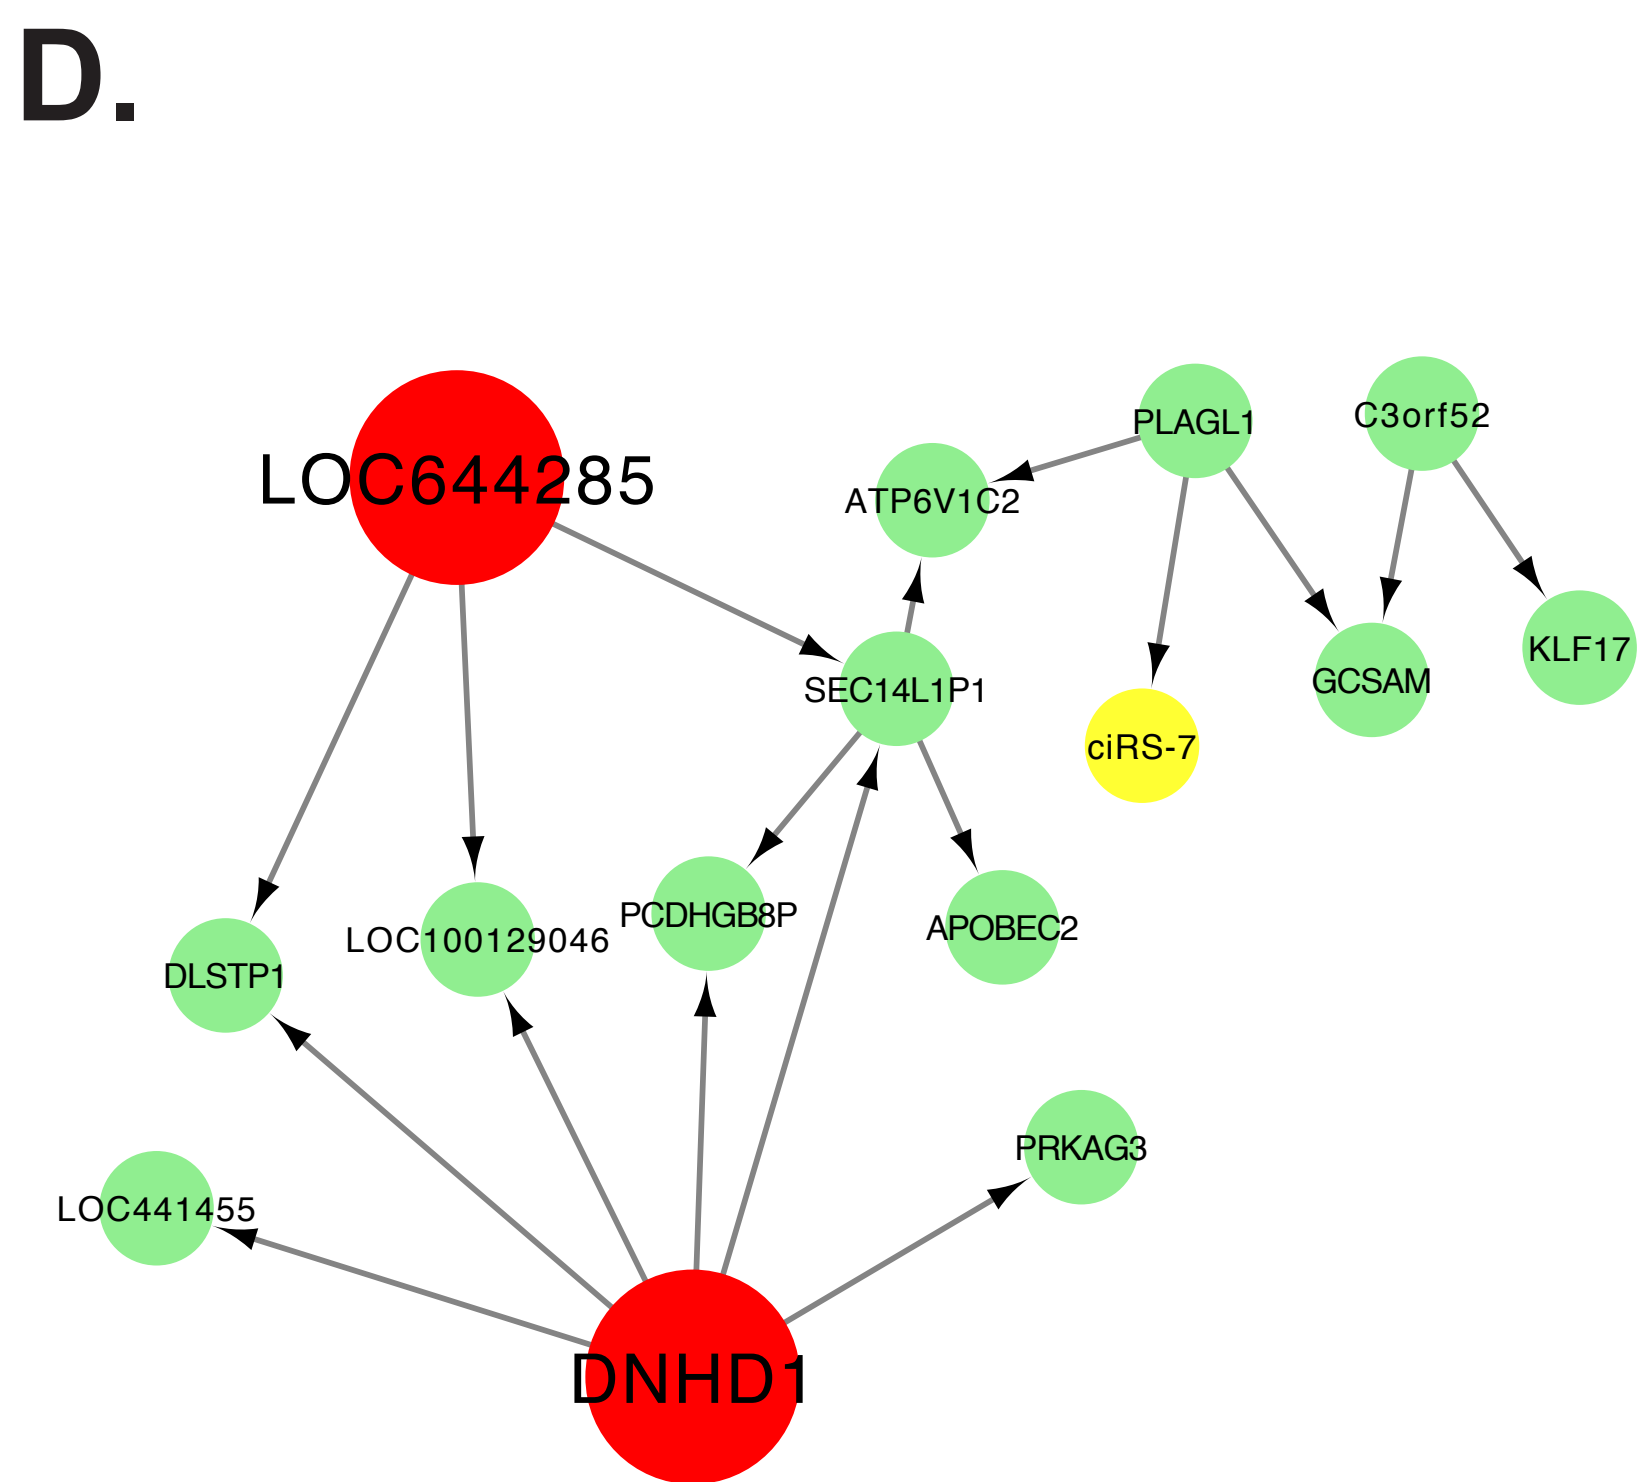 D.
LOC644285
PLAGL1
C3orf52
ATP6V1C2
SEC14L1P1
ciRS-7
GCSAM
KLF17
DLSTP1
LOC100129046
PCDHGB8P
APOBEC2
LOC441455
PRKAG3
DNHD1